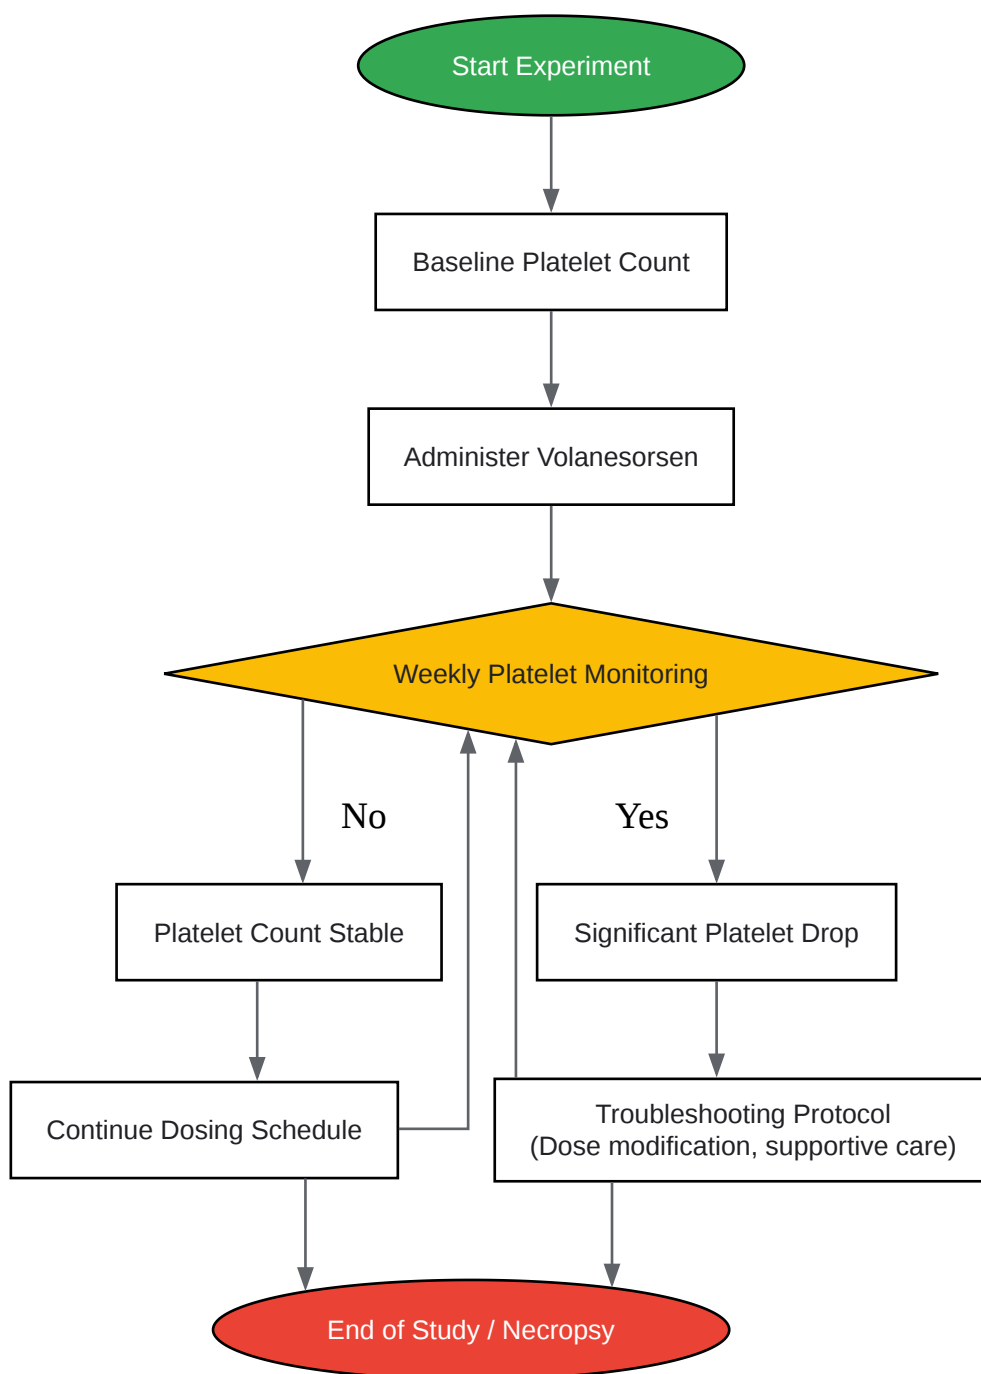 Start Experiment
Baseline Platelet Count
Administer Volanesorsen
Weekly Platelet Monitoring
No
Yes
Platelet Count Stable
Significant Platelet Drop
Continue Dosing Schedule
Troubleshooting Protocol
(Dose modification, supportive care)
End of Study / Necropsy